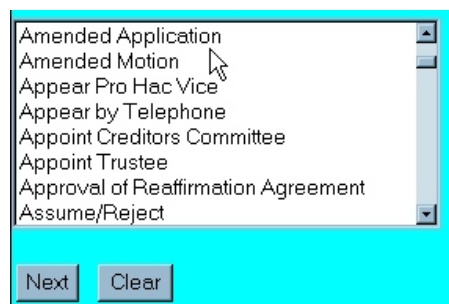 Amended Application
Amended Motion
Appear Pro Hac Vice
Appear by Telephone
Appoint Creditors Committee
Appoint Trustee
Approval of Reaffirmation Agreement
Assume/Reject
Next Clear